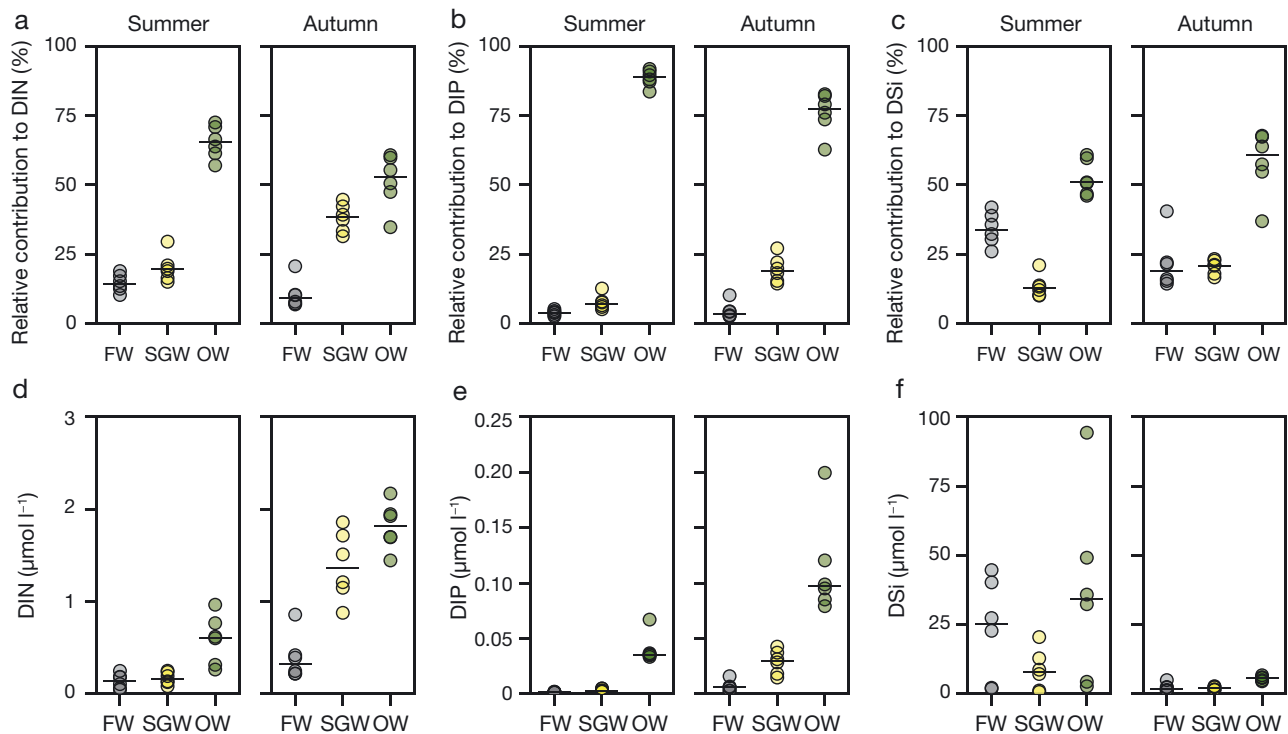 a Summer Autumn
Relative contribution to DIN (%)
100
75
50
25
0
FW SGW OW FW SGW OW
b Summer Autumn
Relative contribution to DIP (%)
100
75
50
25
0
FW SGW OW FW SGW OW
c Summer Autumn
Relative contribution to DSi (%)
100
75
50
25
0
FW SGW OW FW SGW OW
d
DIN (µmol l⁻¹)
3
2
1
0
FW SGW OW FW SGW OW
e
DIP (µmol l⁻¹)
0.25
0.20
0.15
0.10
0.05
0
FW SGW OW FW SGW OW
f
DSi (µmol l⁻¹)
100
75
50
25
0
FW SGW OW FW SGW OW